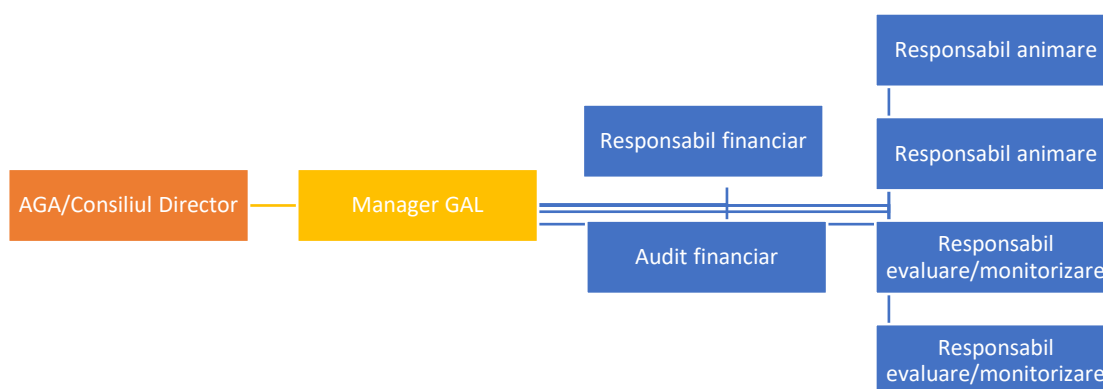 AGA/Consiliul Director
Manager GAL
Responsabil financiar
Audit financiar
Responsabil animare
Responsabil animare
Responsabil
evaluare/monitorizare
Responsabil
evaluare/monitorizare